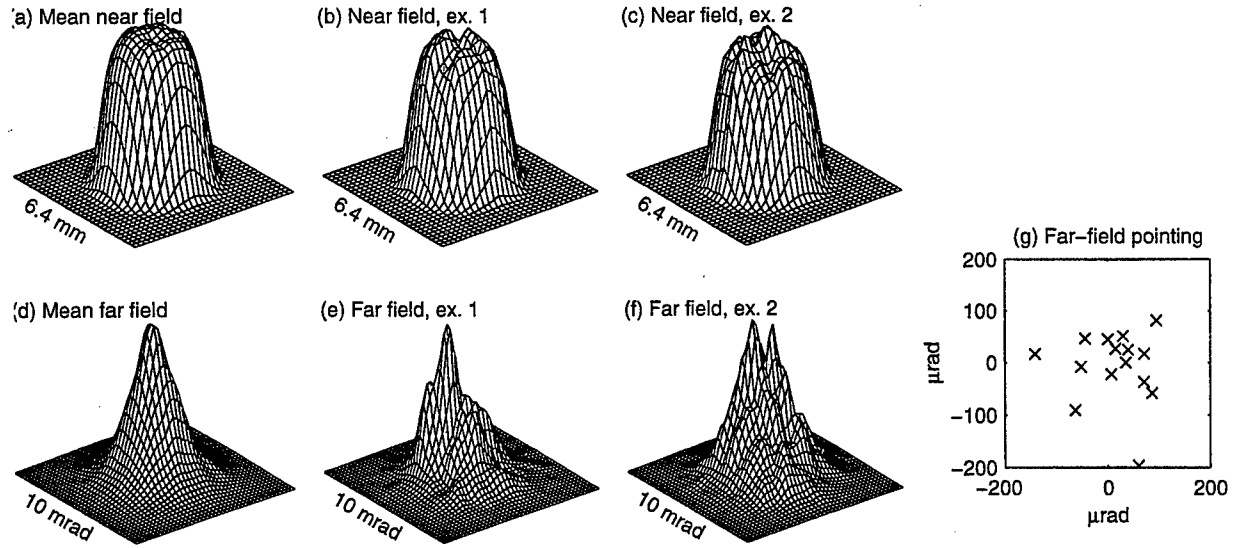 (a) Mean near field
(b) Near field, ex. 1
(c) Near field, ex. 2
6.4 mm
6.4 mm
6.4 mm
(d) Mean far field
(e) Far field, ex. 1
(f) Far field, ex. 2
10 mrad
10 mrad
10 mrad
(g) Far-field pointing
200
100
0
-100
-200
μrad
-200
0
200
μrad